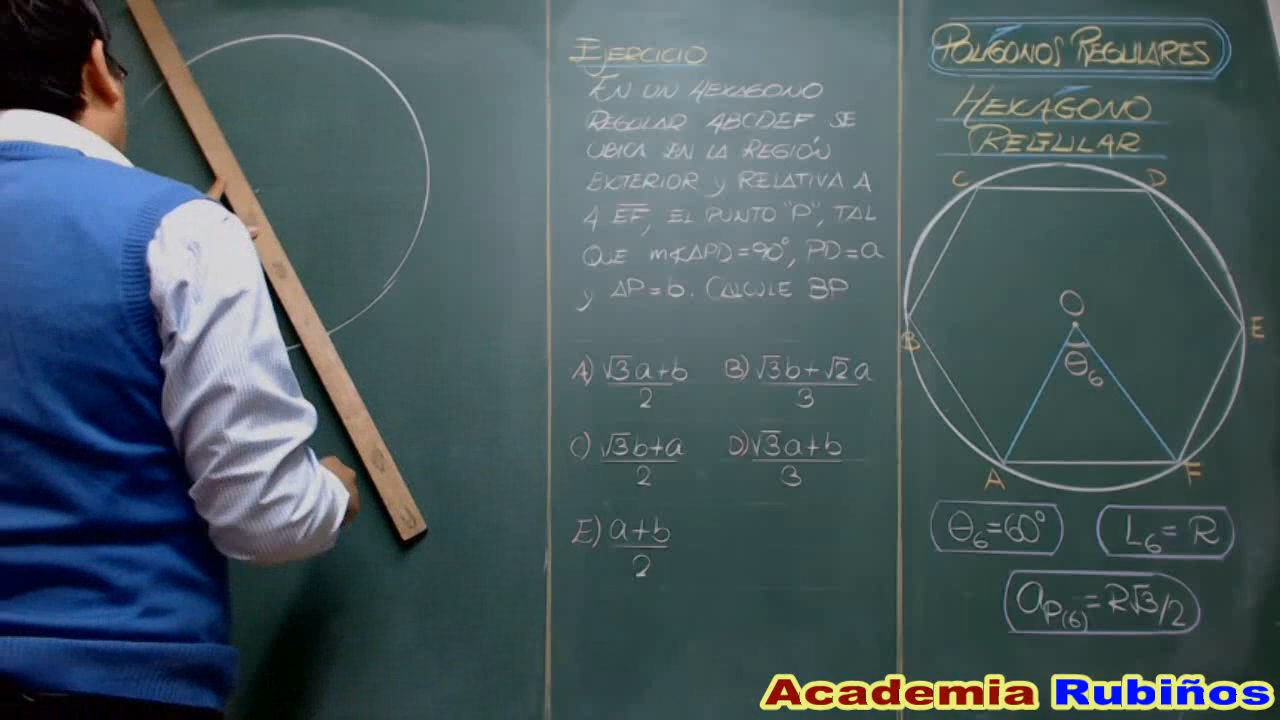 EJERCICIO
EN UN HEXAGONO
REGULAR ABCDEF SE
UBICA EN LA REGIÓN
EXTERIOR y RELATIVA A
A EF, EL PUNTO "P", TAL
QUE m∢APD=90°, PD=a
y AP=b. CALCULE BP
A) √3a+b/2 B) √3b+√2a/3
C) √3b+a/2 D) √3a+b/3
E) a+b/2
POLÍGONOS REGULARES
HEXÁGONO
REGULAR
C D
O
B E
θ6
A F
θ6=60° L6=R
aP(6)=R√3/2
Academia Rubiños